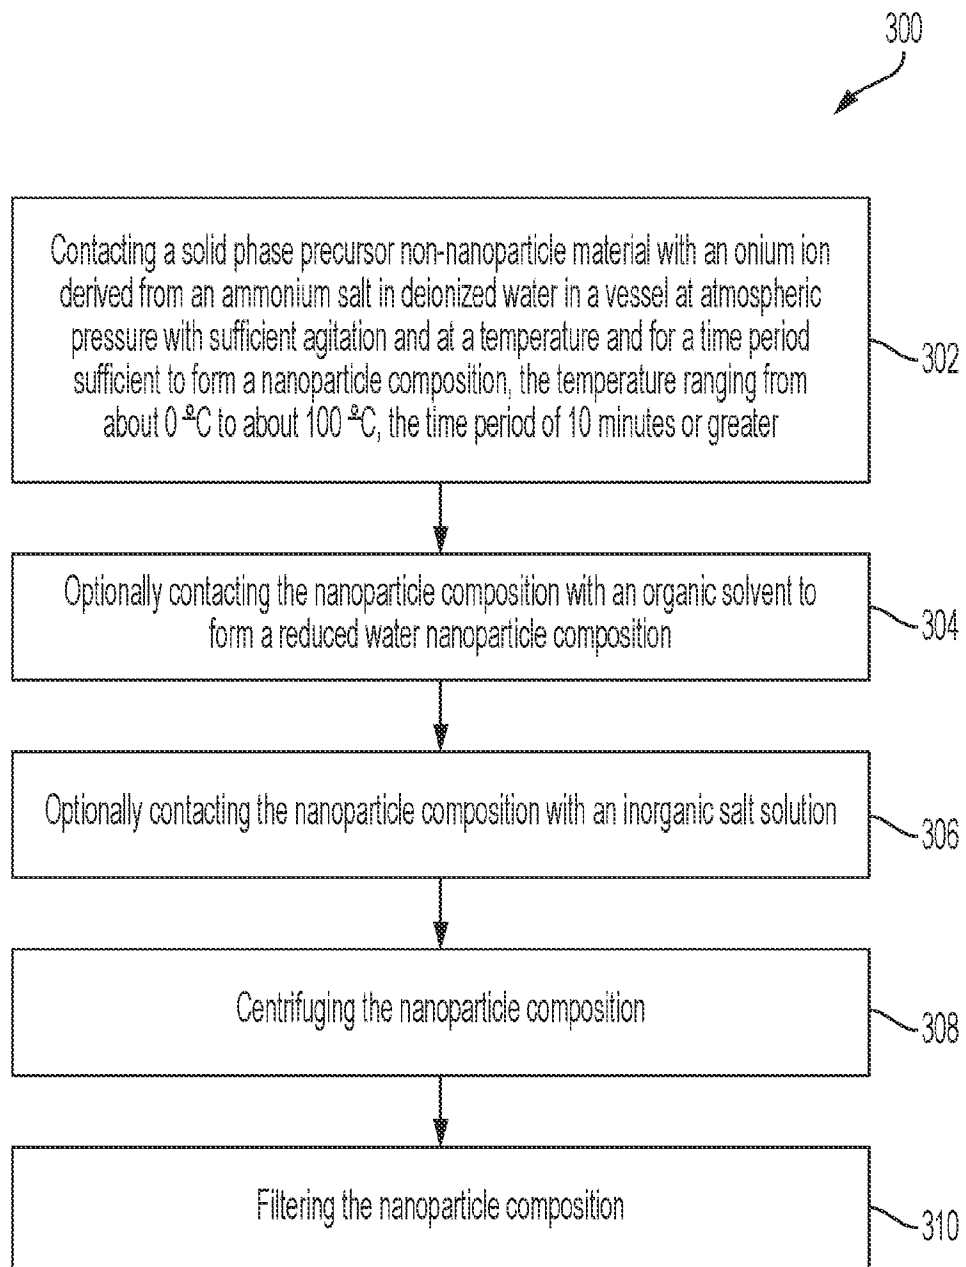 300
Contacting a solid phase precursor non-nanoparticle material with an onium ion
derived from an ammonium salt in deionized water in a vessel at atmospheric
pressure with sufficient agitation and at a temperature and for a time period
sufficient to form a nanoparticle composition, the temperature ranging from
about 0 ºC to about 100 ºC, the time period of 10 minutes or greater
302
Optionally contacting the nanoparticle composition with an organic solvent to
form a reduced water nanoparticle composition
304
Optionally contacting the nanoparticle composition with an inorganic salt solution
306
Centrifuging the nanoparticle composition
308
Filtering the nanoparticle composition
310